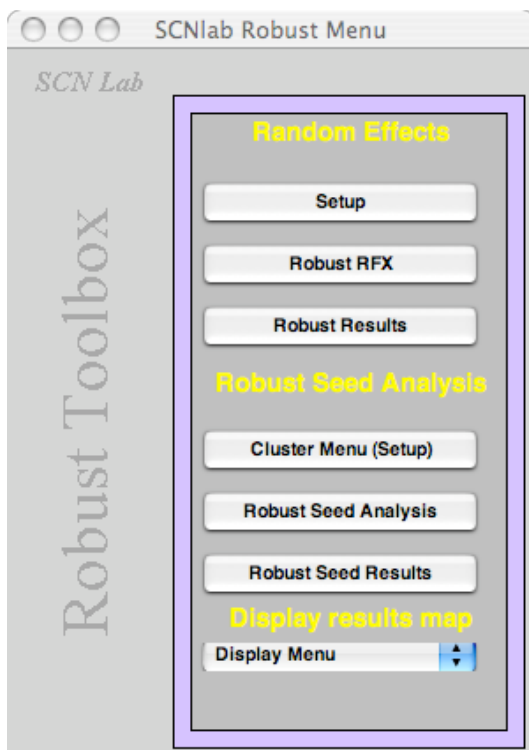 SCNlab Robust Menu
SCN Lab
Robust Toolbox
Random Effects
Setup
Robust RFX
Robust Results
Robust Seed Analysis
Cluster Menu (Setup)
Robust Seed Analysis
Robust Seed Results
Display results map
Display Menu